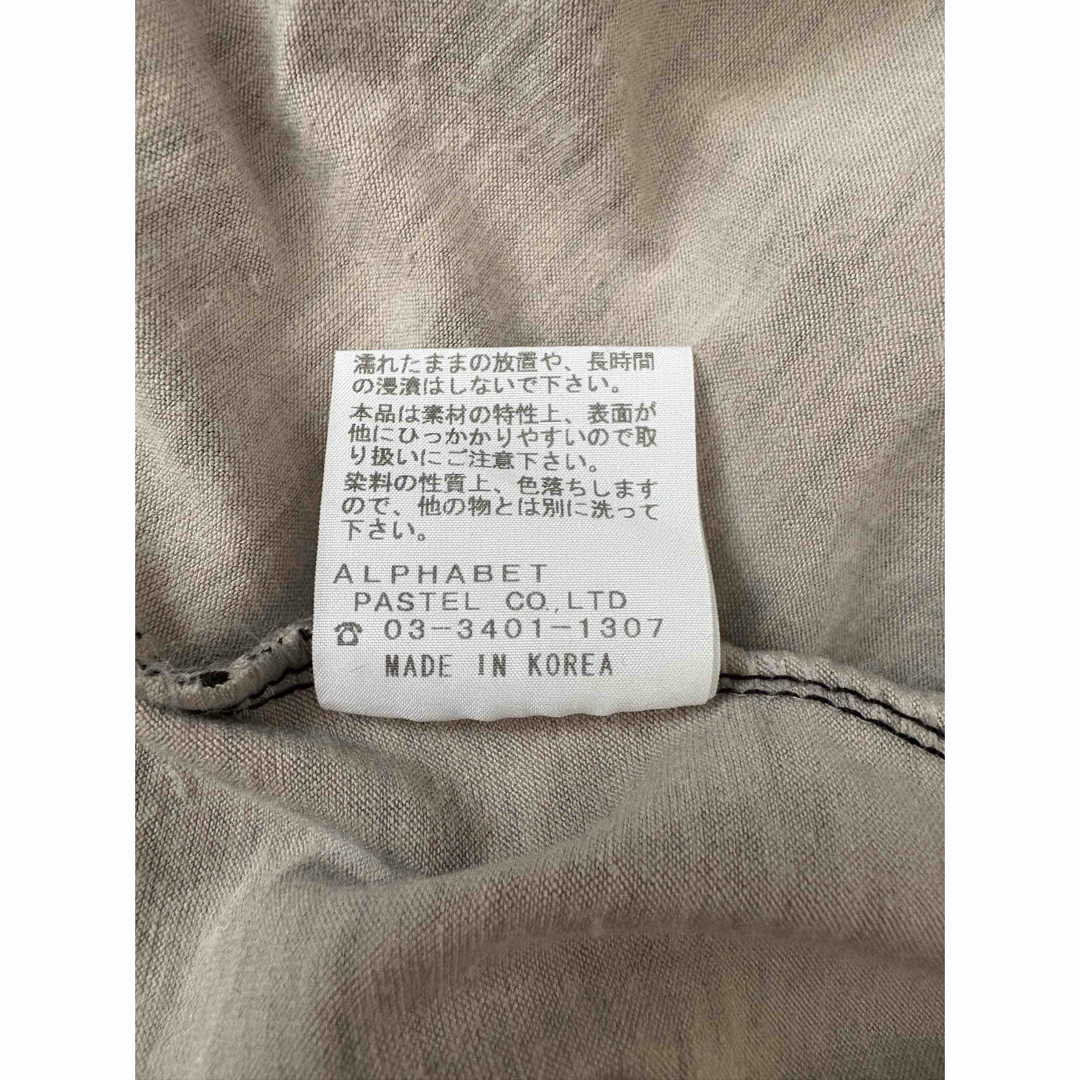 濡れたままの放置や、長時間
の浸漬はしないで下さい。
本品は素材の特性上、表面が
他にひっかかりやすいので取
り扱いにご注意下さい。
染料の性質上、色落ちします
ので、他の物とは別に洗って
下さい。
ALPHABET
PASTEL CO.,LTD
☎ 03-3401-1307
MADE IN KOREA